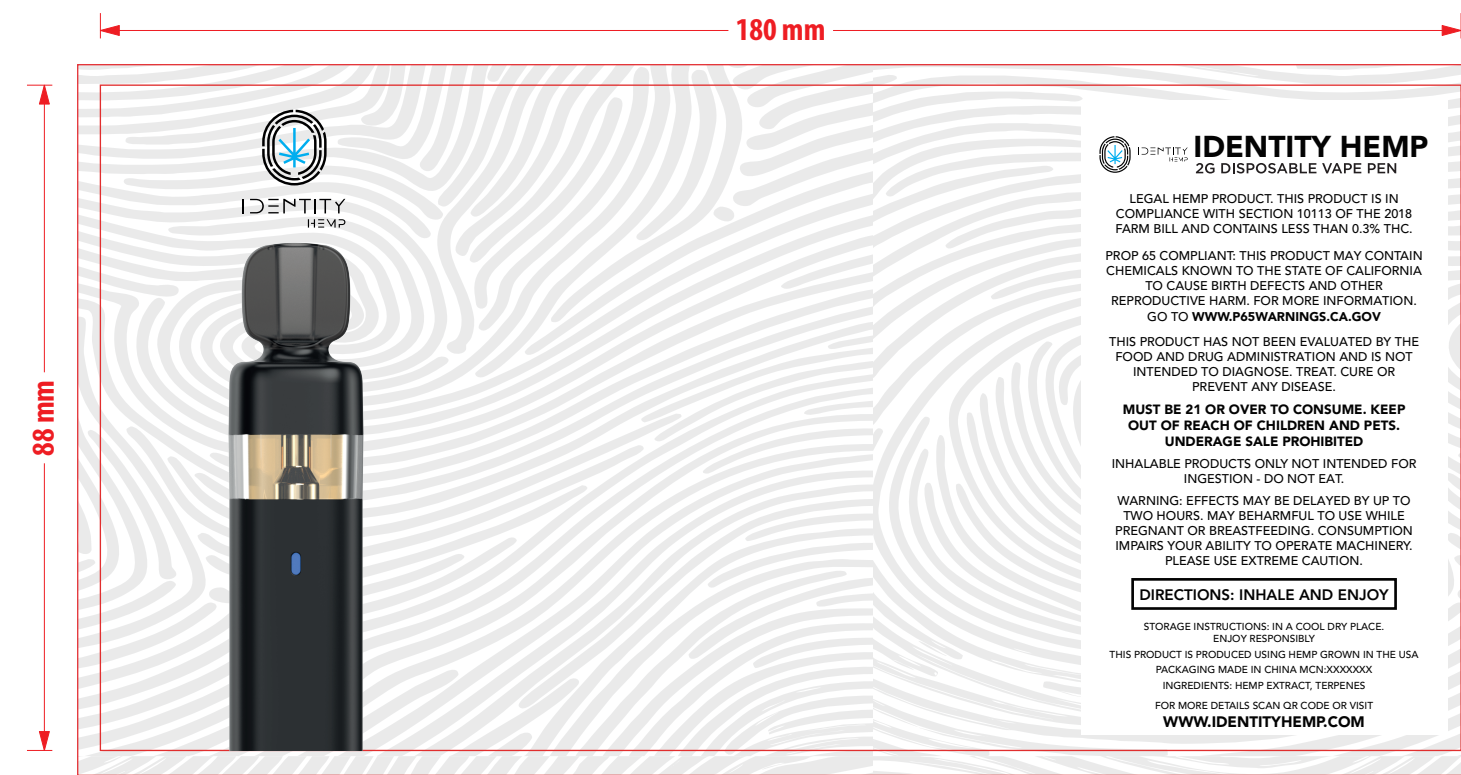 180 mm
88 mm
IDENTITY
HEMP
IDENTITY
HEMP
IDENTITY HEMP
2G DISPOSABLE VAPE PEN
LEGAL HEMP PRODUCT. THIS PRODUCT IS IN
COMPLIANCE WITH SECTION 10113 OF THE 2018
FARM BILL AND CONTAINS LESS THAN 0.3% THC.
PROP 65 COMPLIANT: THIS PRODUCT MAY CONTAIN
CHEMICALS KNOWN TO THE STATE OF CALIFORNIA
TO CAUSE BIRTH DEFECTS AND OTHER
REPRODUCTIVE HARM. FOR MORE INFORMATION.
GO TO WWW.P65WARNINGS.CA.GOV
THIS PRODUCT HAS NOT BEEN EVALUATED BY THE
FOOD AND DRUG ADMINISTRATION AND IS NOT
INTENDED TO DIAGNOSE. TREAT. CURE OR
PREVENT ANY DISEASE.
MUST BE 21 OR OVER TO CONSUME. KEEP
OUT OF REACH OF CHILDREN AND PETS.
UNDERAGE SALE PROHIBITED
INHALABLE PRODUCTS ONLY NOT INTENDED FOR
INGESTION - DO NOT EAT.
WARNING: EFFECTS MAY BE DELAYED BY UP TO
TWO HOURS. MAY BEHARMFUL TO USE WHILE
PREGNANT OR BREASTFEEDING. CONSUMPTION
IMPAIRS YOUR ABILITY TO OPERATE MACHINERY.
PLEASE USE EXTREME CAUTION.
DIRECTIONS: INHALE AND ENJOY
STORAGE INSTRUCTIONS: IN A COOL DRY PLACE.
ENJOY RESPONSIBLY
THIS PRODUCT IS PRODUCED USING HEMP GROWN IN THE USA
PACKAGING MADE IN CHINA MCN:XXXXXXX
INGREDIENTS: HEMP EXTRACT, TERPENES
FOR MORE DETAILS SCAN QR CODE OR VISIT
WWW.IDENTITYHEMP.COM